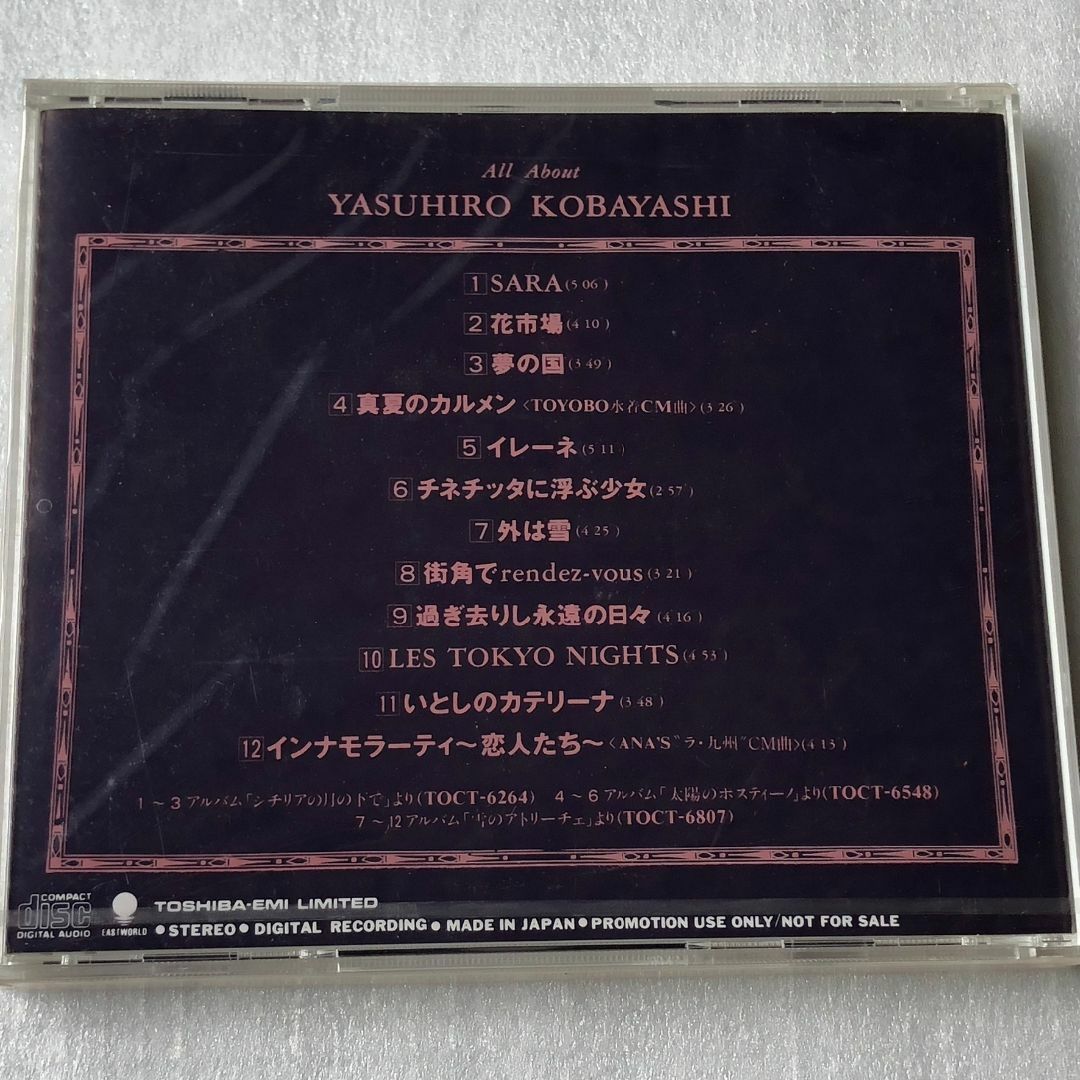 All About
YASUHIRO KOBAYASHI
1 SARA (5'06")
2 花市場 (4'10")
3 夢の国 (3'49")
4 真夏のカルメン 〈TOYOBO水着CM曲〉 (3'26")
5 イレーネ (5'11")
6 チネチッタに浮ぶ少女 (2'57")
7 外は雪 (4'25")
8 街角でrendez-vous (3'21")
9 過ぎ去りし永遠の日々 (4'16")
10 LES TOKYO NIGHTS (4'53")
11 いとしのカテリーナ (3'48")
12 インナモラーティ〜恋人たち〜 〈ANA'S“ラ・九州”CM曲〉 (4'13")
1〜3アルバム「シチリアの月の下で」より(TOCT-6264) 4〜6アルバム「太陽のホスティーノ」より(TOCT-6548)
7〜12アルバム「雪のアトリーチェ」より(TOCT-6807)
COMPACT
disc
DIGITAL AUDIO
EASTWORLD
TOSHIBA-EMI LIMITED
●STEREO●DIGITAL RECORDING●MADE IN JAPAN●PROMOTION USE ONLY/NOT FOR SALE